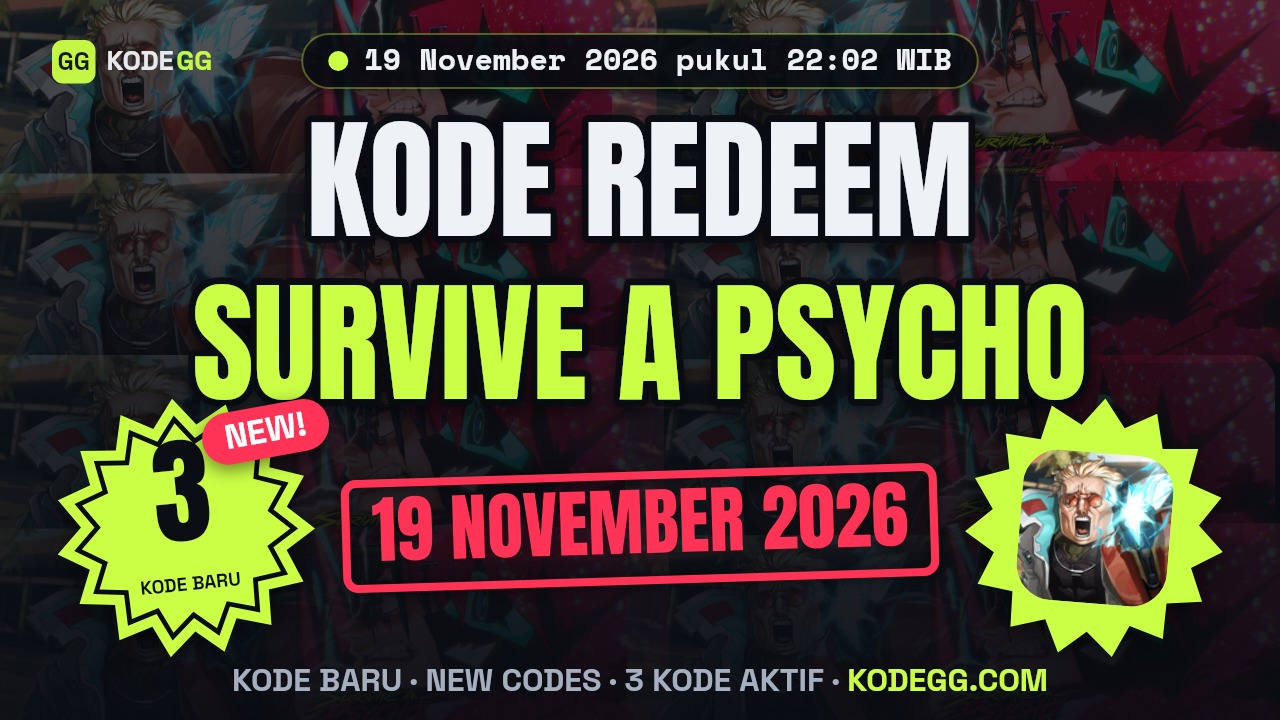 GG KODEGG
19 November 2026 pukul 22:02 WIB
KODE REDEEM
SURVIVE A PSYCHO
NEW!
3
KODE BARU
19 NOVEMBER 2026
KODE BARU · NEW CODES · 3 KODE AKTIF · KODEGG.COM